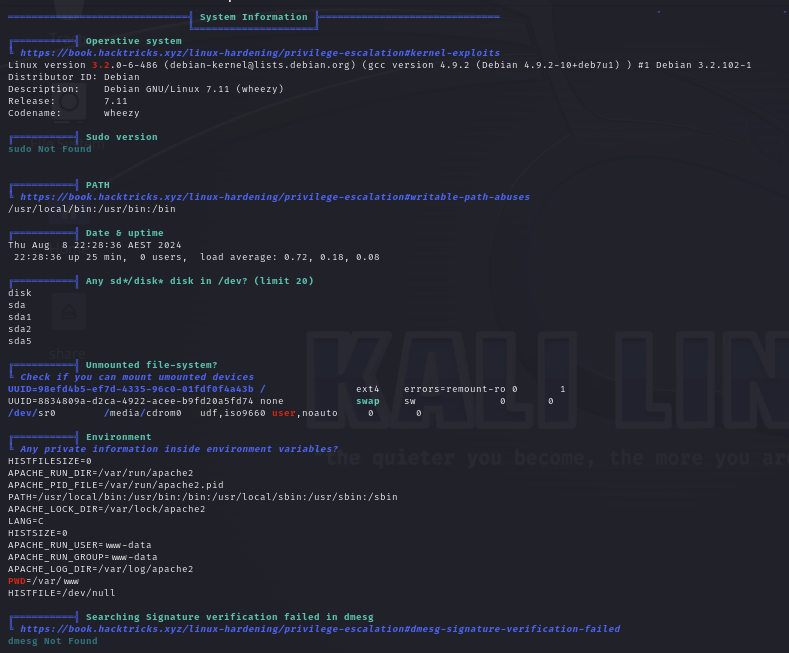 System Information
Operative system
https://book.hacktricks.xyz/linux-hardening/privilege-escalation#kernel-exploits
Linux version 3.2.0-6-486 (debian-kernel@lists.debian.org) (gcc version 4.9.2 (Debian 4.9.2-10+deb7u1) ) #1 Debian 3.2.102-1
Distributor ID: Debian
Description:    Debian GNU/Linux 7.11 (wheezy)
Release:        7.11
Codename:       wheezy
Sudo version
sudo Not Found
PATH
https://book.hacktricks.xyz/linux-hardening/privilege-escalation#writable-path-abuses
/usr/local/bin:/usr/bin:/bin
Date & uptime
Thu Aug  8 22:28:36 AEST 2024
 22:28:36 up 25 min,  0 users,  load average: 0.72, 0.18, 0.08
Any sd*/disk* disk in /dev? (limit 20)
disk
sda
sda1
sda2
sda5
Unmounted file-system?
Check if you can mount umounted devices
UUID=98efd4b5-ef7d-4335-96c0-01fdf0f4a43b /               ext4    errors=remount-ro 0       1
UUID=8834809a-d2ca-4922-acee-b9fd20a5fd74 none            swap    sw              0       0
/dev/sr0        /media/cdrom0   udf,iso9660 user,noauto     0       0
Environment
Any private information inside environment variables?
HISTFILESIZE=0
APACHE_RUN_DIR=/var/run/apache2
APACHE_PID_FILE=/var/run/apache2.pid
PATH=/usr/local/bin:/usr/bin:/bin:/usr/local/sbin:/usr/sbin:/sbin
APACHE_LOCK_DIR=/var/lock/apache2
LANG=C
HISTSIZE=0
APACHE_RUN_USER=www-data
APACHE_RUN_GROUP=www-data
APACHE_LOG_DIR=/var/log/apache2
PWD=/var/www
HISTFILE=/dev/null
Searching Signature verification failed in dmesg
https://book.hacktricks.xyz/linux-hardening/privilege-escalation#dmesg-signature-verification-failed
dmesg Not Found
KALI LIN
the quieter you become, the more you are